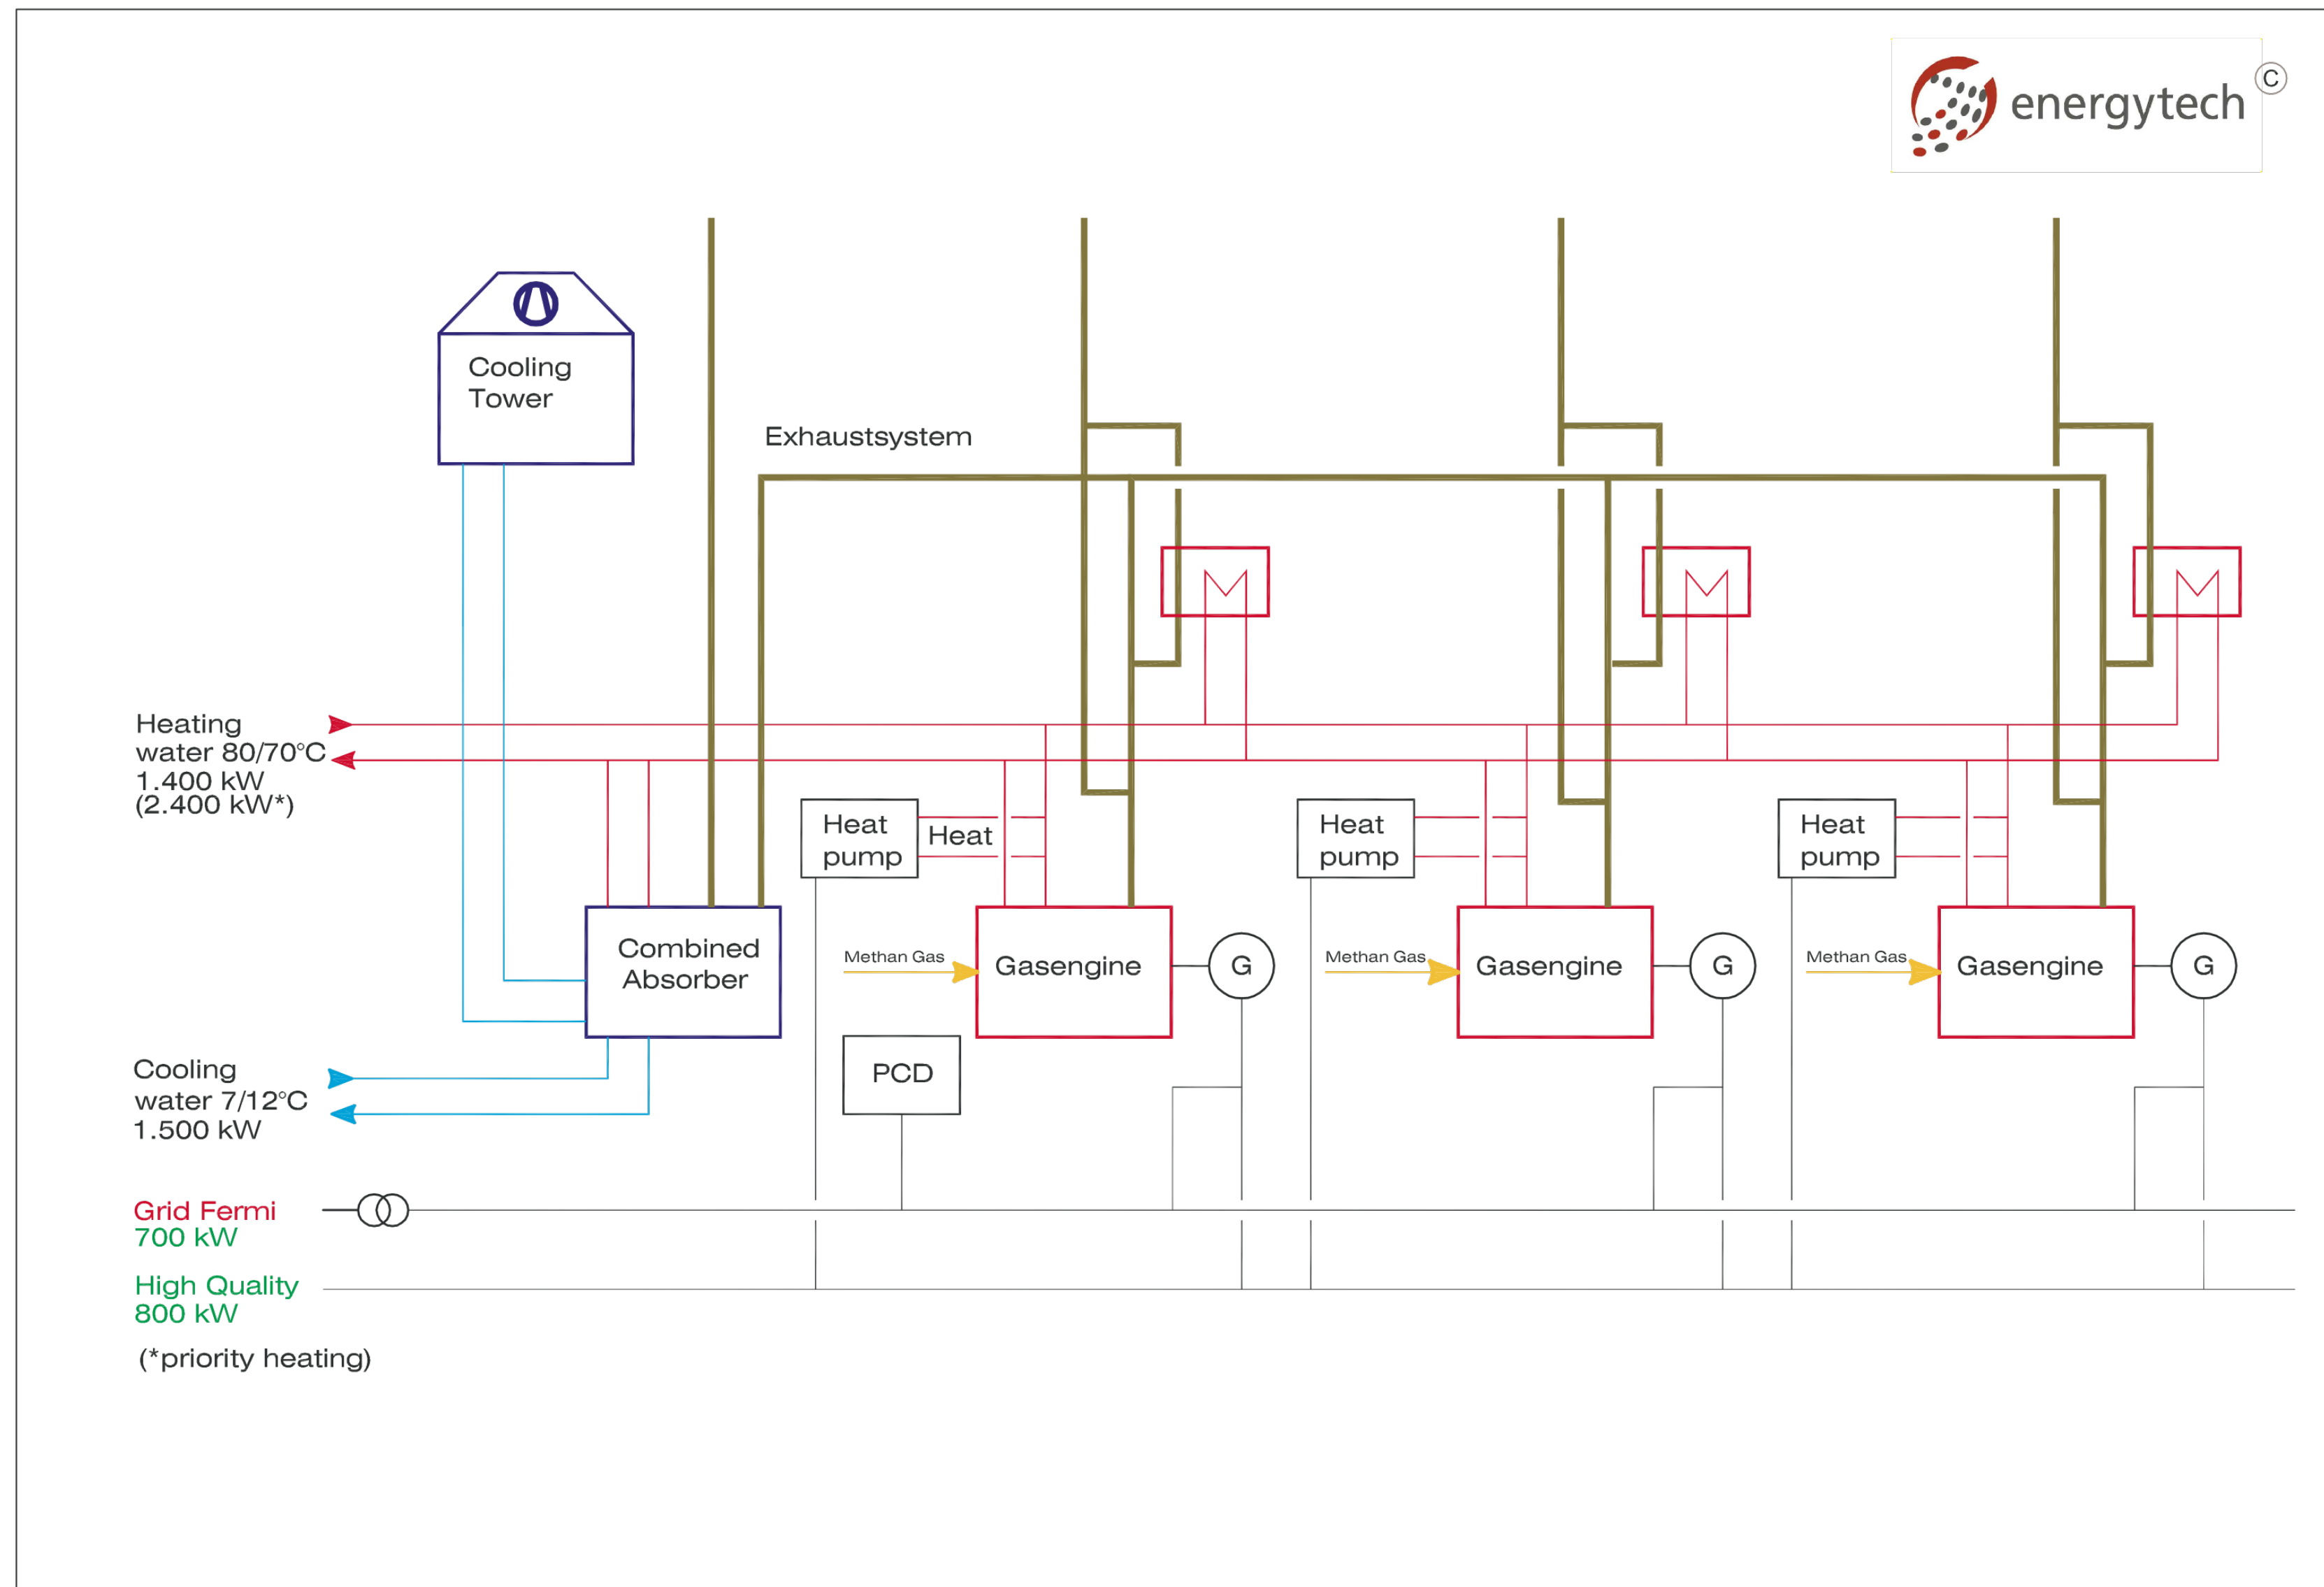 energytech
C
Cooling
Tower
Exhaustsystem
Heating
water 80/70°C
1.400 kW
(2.400 kW*)
Heat
pump
Heat
Heat
pump
Heat
pump
Combined
Absorber
Methan Gas
Gasengine
G
Methan Gas
Gasengine
G
Methan Gas
Gasengine
G
PCD
Cooling
water 7/12°C
1.500 kW
Grid Fermi
700 kW
High Quality
800 kW
(*priority heating)